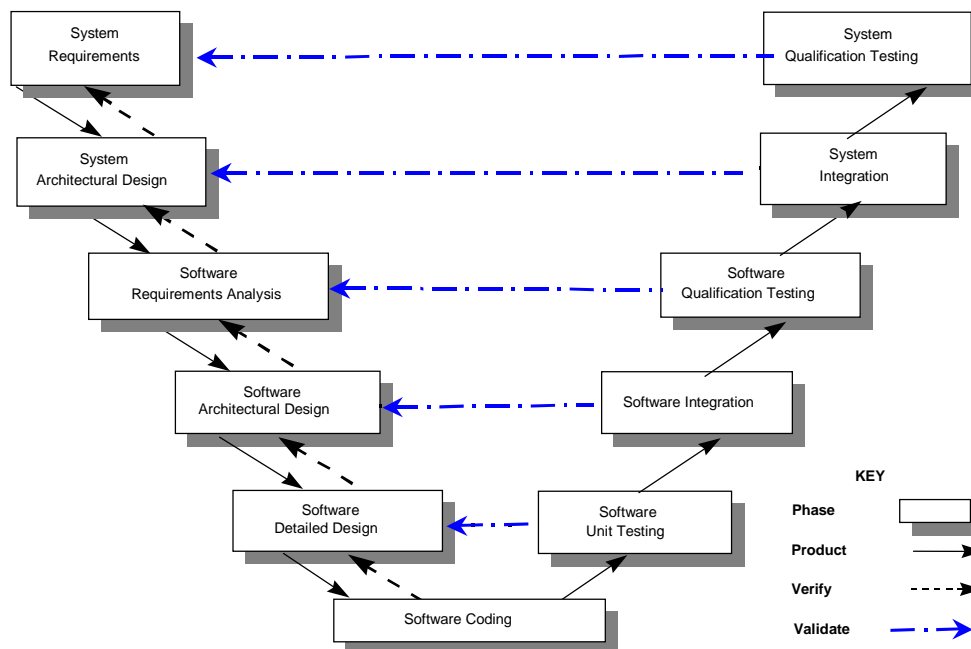 System
Requirements
System
Qualification Testing
System
Architectural Design
System
Integration
Software
Requirements Analysis
Software
Qualification Testing
Software
Architectural Design
Software Integration
Software
Detailed Design
Software
Unit Testing
Software Coding
KEY
Phase
Product
Verify
Validate